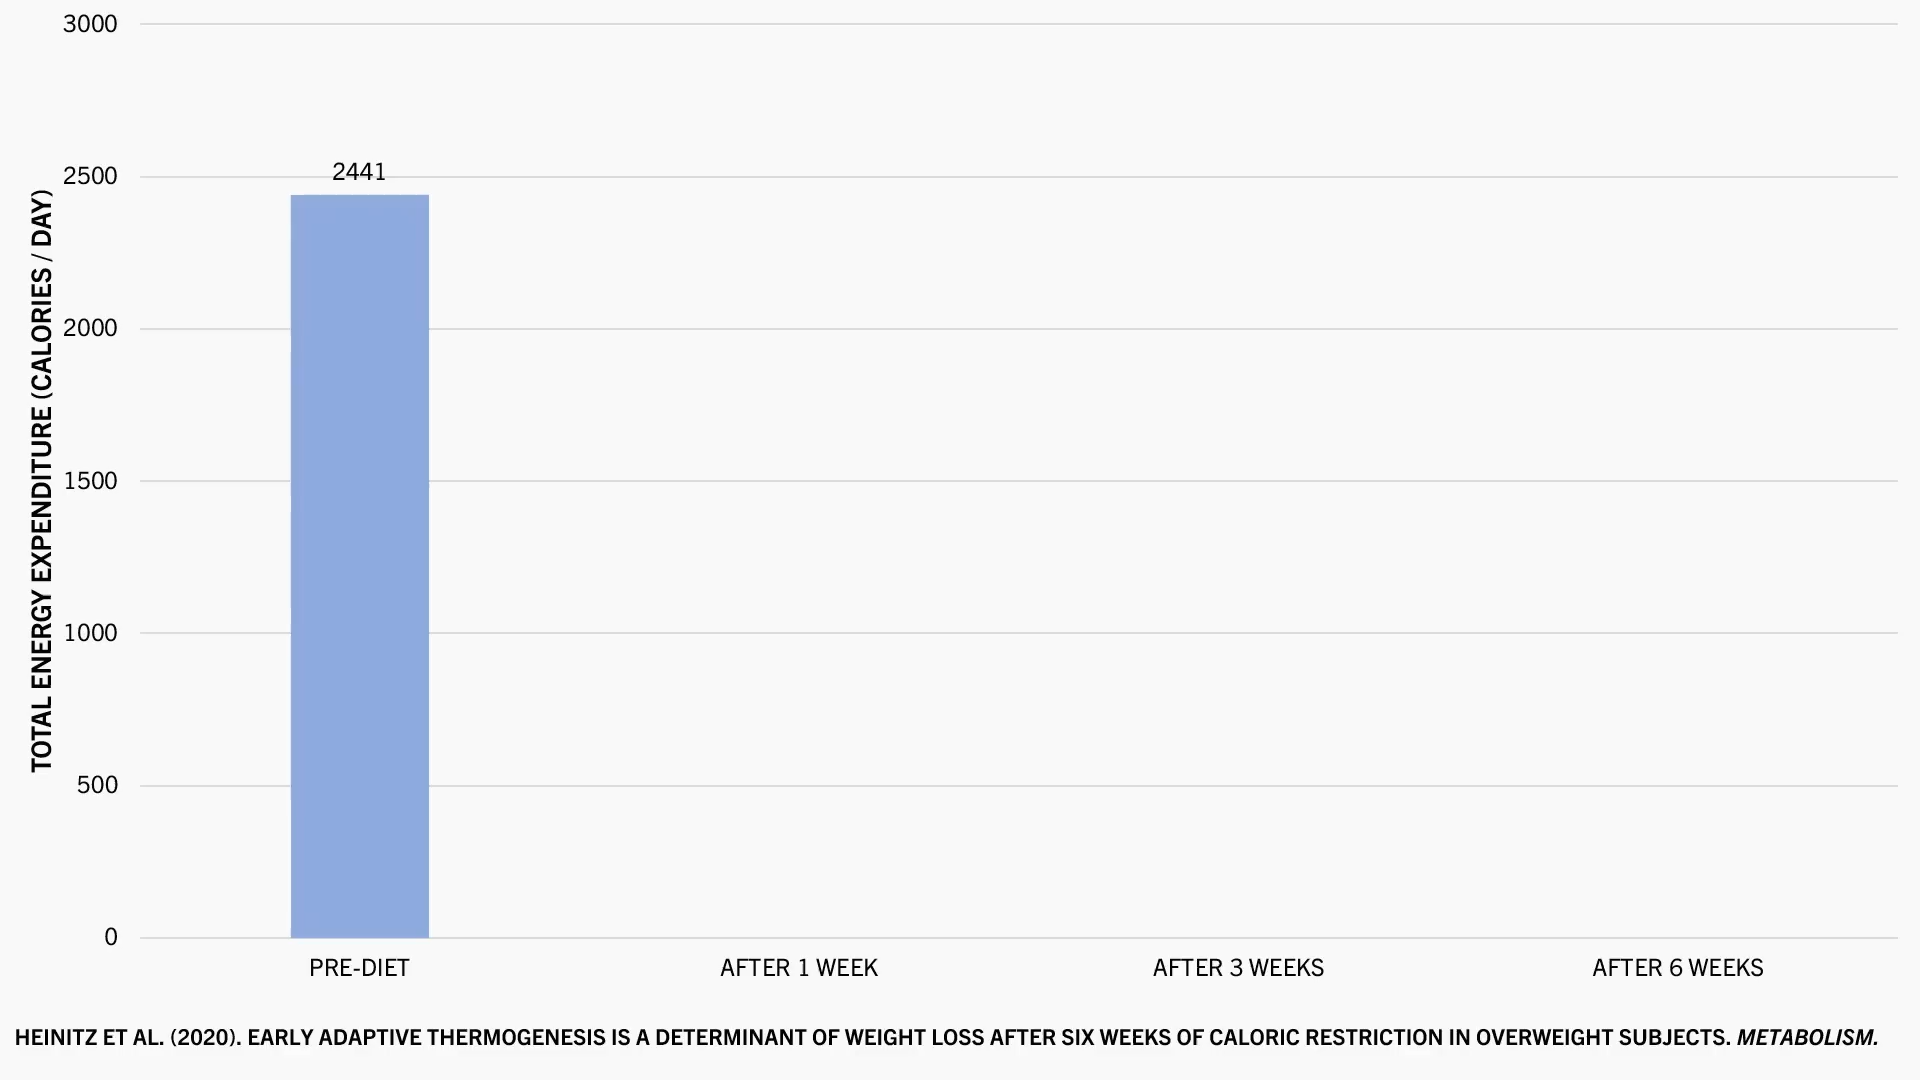 3000
2441
2500
TOTAL ENERGY EXPENDITURE (CALORIES / DAY)
2000
1500
1000
500
0
PRE-DIET
AFTER 1 WEEK
AFTER 3 WEEKS
AFTER 6 WEEKS
HEINITZ ET AL. (2020). EARLY ADAPTIVE THERMOGENESIS IS A DETERMINANT OF WEIGHT LOSS AFTER SIX WEEKS OF CALORIC RESTRICTION IN OVERWEIGHT SUBJECTS. METABOLISM.